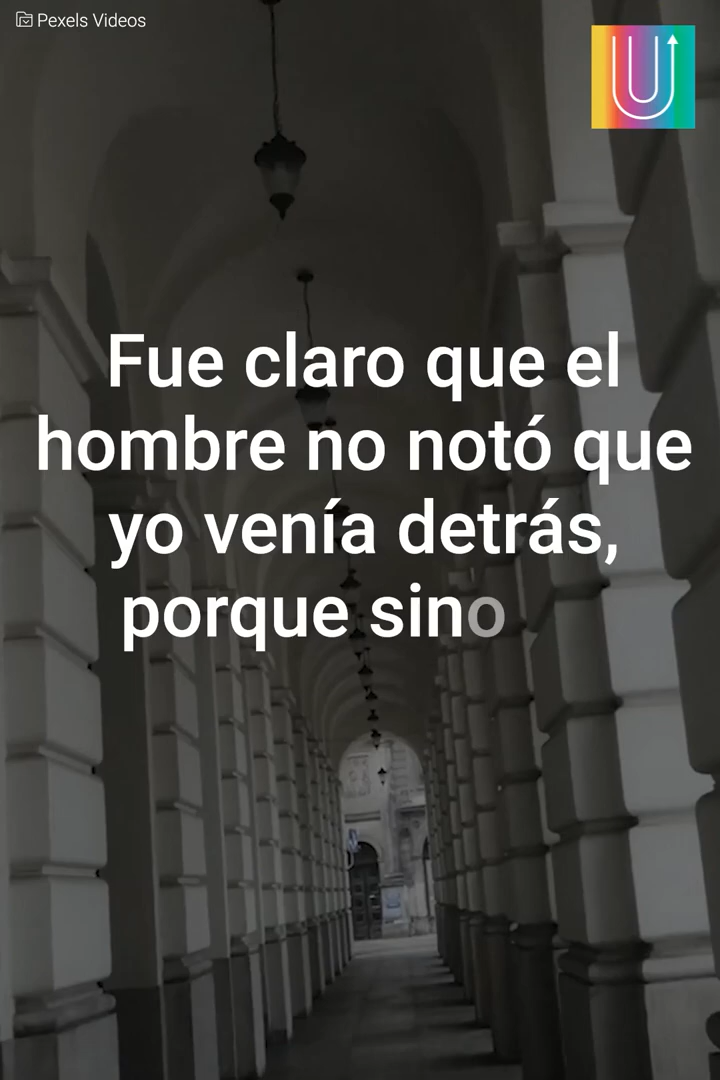 Pexels Videos
Fue claro que el
hombre no notó que
yo venía detrás,
porque sino